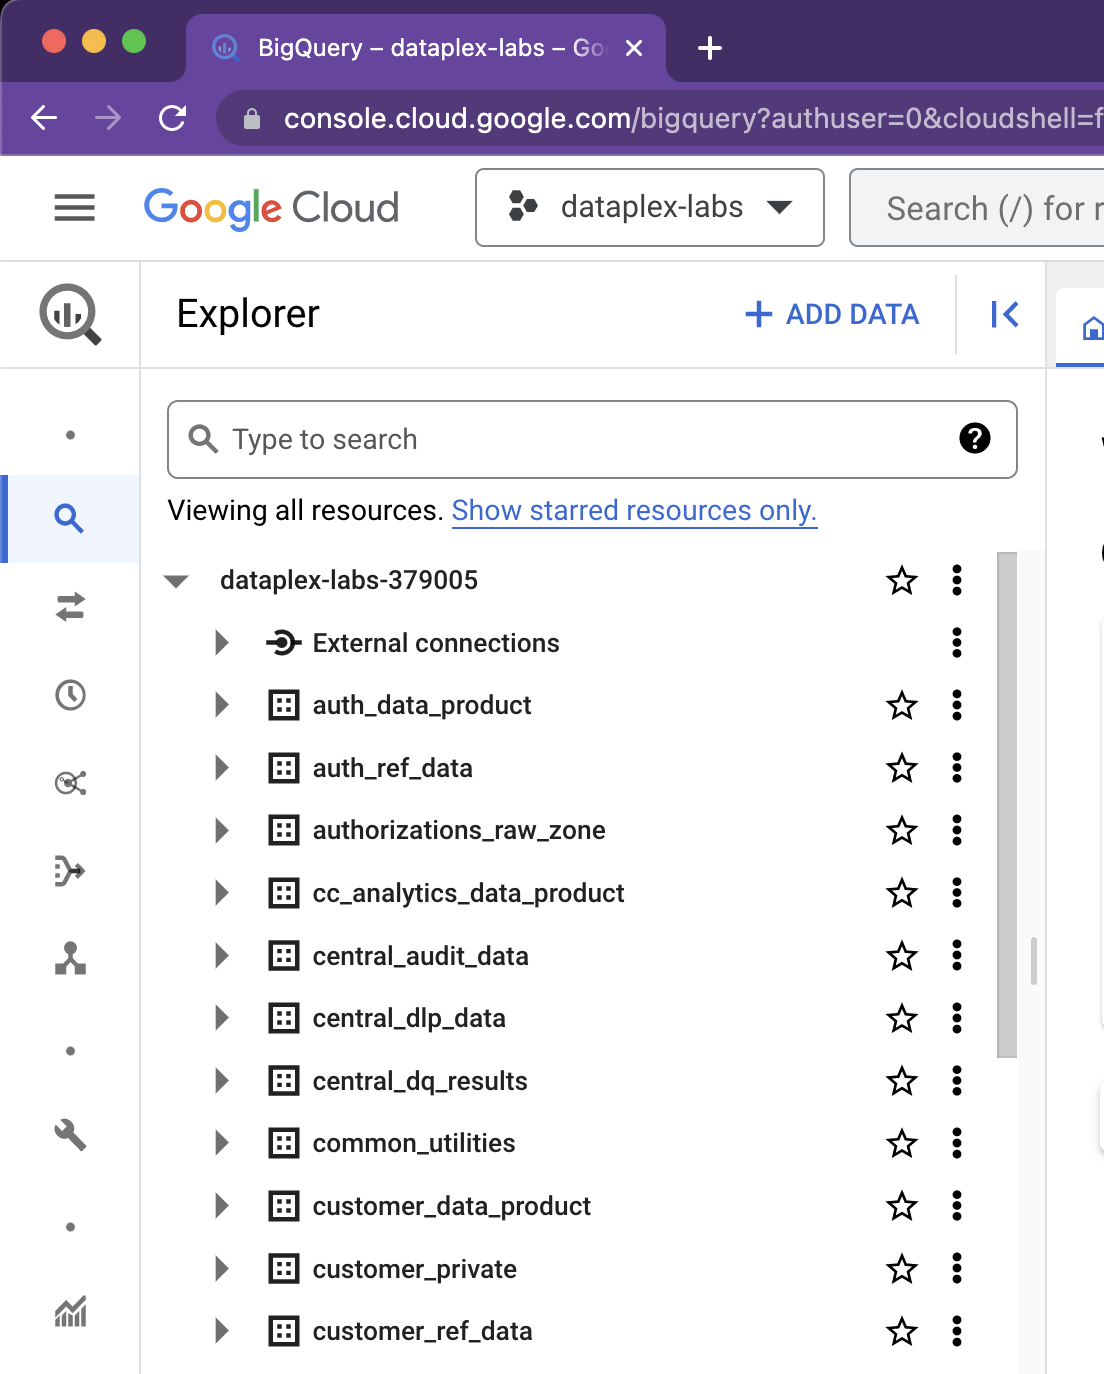 BigQuery – dataplex-labs – Goo
console.cloud.google.com/bigquery?authuser=0&cloudshell=f
Google Cloud
dataplex-labs
Search (/) for r
Explorer
+ ADD DATA
Type to search
Viewing all resources. Show starred resources only.
dataplex-labs-379005
External connections
auth_data_product
auth_ref_data
authorizations_raw_zone
cc_analytics_data_product
central_audit_data
central_dlp_data
central_dq_results
common_utilities
customer_data_product
customer_private
customer_ref_data